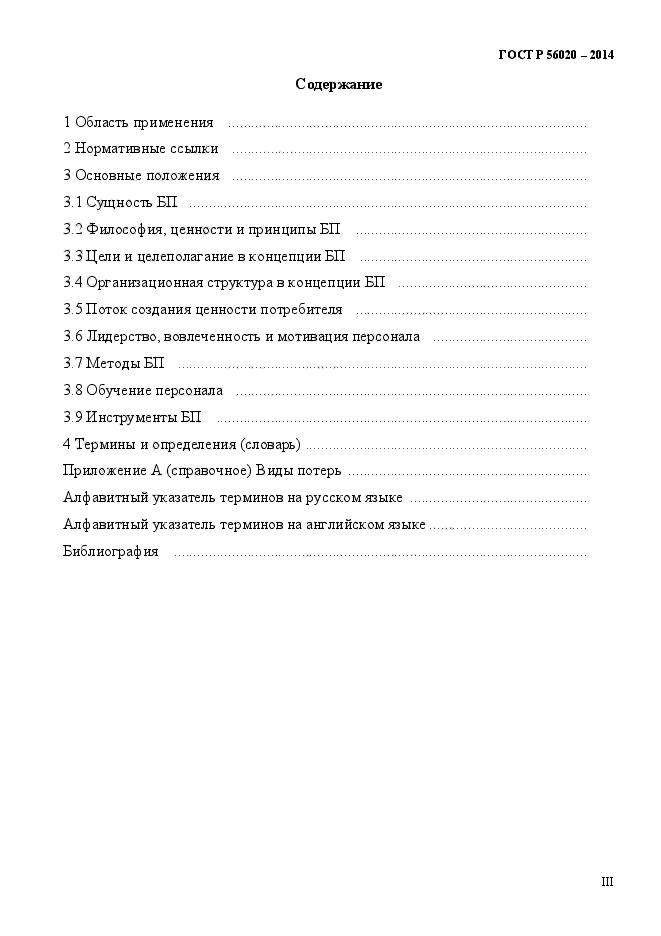 ГОСТ Р 56020 – 2014
Содержание
1 Область применения ........................................................
2 Нормативные ссылки ........................................................
3 Основные положения ........................................................
3.1 Сущность БП ........................................................
3.2 Философия, ценности и принципы БП ........................................................
3.3 Цели и целеполагание в концепции БП ........................................................
3.4 Организационная структура в концепции БП ........................................................
3.5 Поток создания ценности потребителя ........................................................
3.6 Лидерство, вовлеченность и мотивация персонала ........................................................
3.7 Методы БП ........................................................
3.8 Обучение персонала ........................................................
3.9 Инструменты БП ........................................................
4 Термины и определения (словарь) ........................................................
Приложение А (справочное) Виды потерь ........................................................
Алфавитный указатель терминов на русском языке ........................................................
Алфавитный указатель терминов на английском языке ........................................................
Библиография ........................................................
III